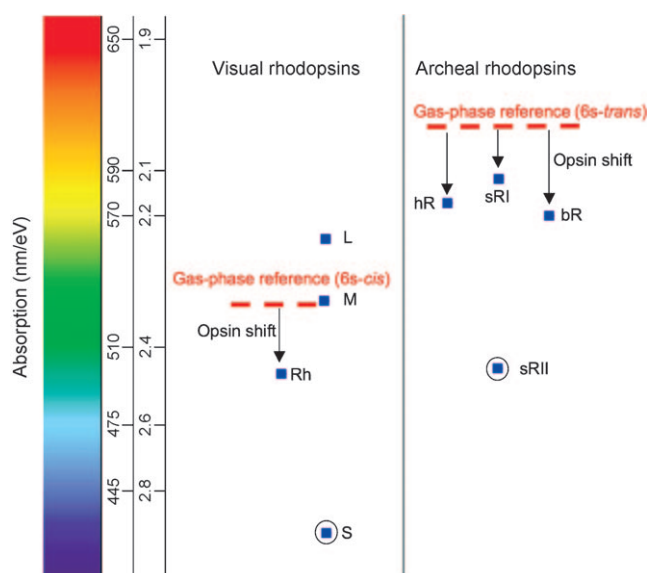 Absorption (nm/eV)
650
590
570
510
475
445
1.9
2.1
2.2
2.4
2.6
2.8
Visual rhodopsins
L
Gas-phase reference (6s-cis)
M
Opsin shift
Rh
S
Archeal rhodopsins
Gas-phase reference (6s-trans)
Opsin shift
sRI
hR
bR
sRII